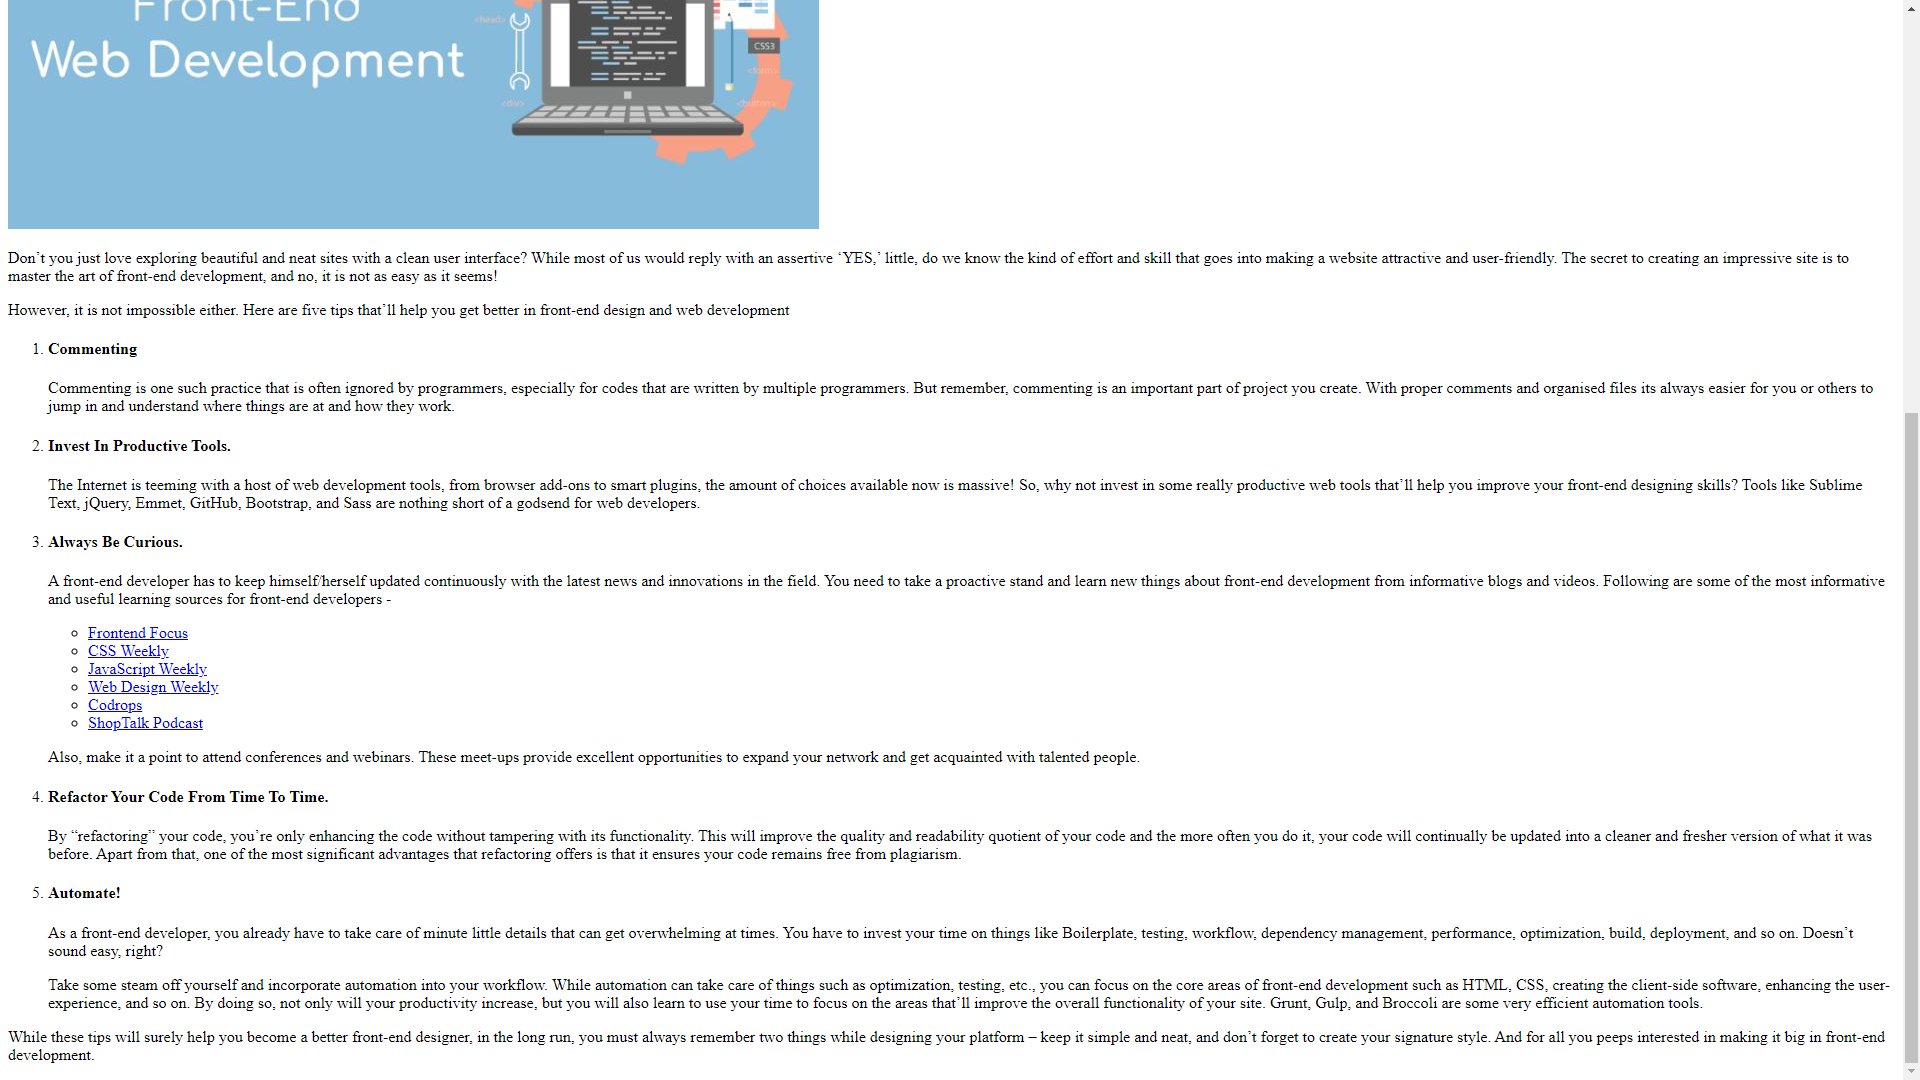 Front-End
Web Development
<head>
<div>
CSS3
<form>
<button>
Don’t you just love exploring beautiful and neat sites with a clean user interface? While most of us would reply with an assertive ‘YES,’ little, do we know the kind of effort and skill that goes into making a website attractive and user-friendly. The secret to creating an impressive site is to
master the art of front-end development, and no, it is not as easy as it seems!
However, it is not impossible either. Here are five tips that’ll help you get better in front-end design and web development
1. Commenting
Commenting is one such practice that is often ignored by programmers, especially for codes that are written by multiple programmers. But remember, commenting is an important part of project you create. With proper comments and organised files its always easier for you or others to
jump in and understand where things are at and how they work.
2. Invest In Productive Tools.
The Internet is teeming with a host of web development tools, from browser add-ons to smart plugins, the amount of choices available now is massive! So, why not invest in some really productive web tools that’ll help you improve your front-end designing skills? Tools like Sublime
Text, jQuery, Emmet, GitHub, Bootstrap, and Sass are nothing short of a godsend for web developers.
3. Always Be Curious.
A front-end developer has to keep himself/herself updated continuously with the latest news and innovations in the field. You need to take a proactive stand and learn new things about front-end development from informative blogs and videos. Following are some of the most informative
and useful learning sources for front-end developers -
Frontend Focus
CSS Weekly
JavaScript Weekly
Web Design Weekly
Codrops
ShopTalk Podcast
Also, make it a point to attend conferences and webinars. These meet-ups provide excellent opportunities to expand your network and get acquainted with talented people.
4. Refactor Your Code From Time To Time.
By “refactoring” your code, you’re only enhancing the code without tampering with its functionality. This will improve the quality and readability quotient of your code and the more often you do it, your code will continually be updated into a cleaner and fresher version of what it was
before. Apart from that, one of the most significant advantages that refactoring offers is that it ensures your code remains free from plagiarism.
5. Automate!
As a front-end developer, you already have to take care of minute little details that can get overwhelming at times. You have to invest your time on things like Boilerplate, testing, workflow, dependency management, performance, optimization, build, deployment, and so on. Doesn’t
sound easy, right?
Take some steam off yourself and incorporate automation into your workflow. While automation can take care of things such as optimization, testing, etc., you can focus on the core areas of front-end development such as HTML, CSS, creating the client-side software, enhancing the user-
experience, and so on. By doing so, not only will your productivity increase, but you will also learn to use your time to focus on the areas that’ll improve the overall functionality of your site. Grunt, Gulp, and Broccoli are some very efficient automation tools.
While these tips will surely help you become a better front-end designer, in the long run, you must always remember two things while designing your platform – keep it simple and neat, and don’t forget to create your signature style. And for all you peeps interested in making it big in front-end
development.